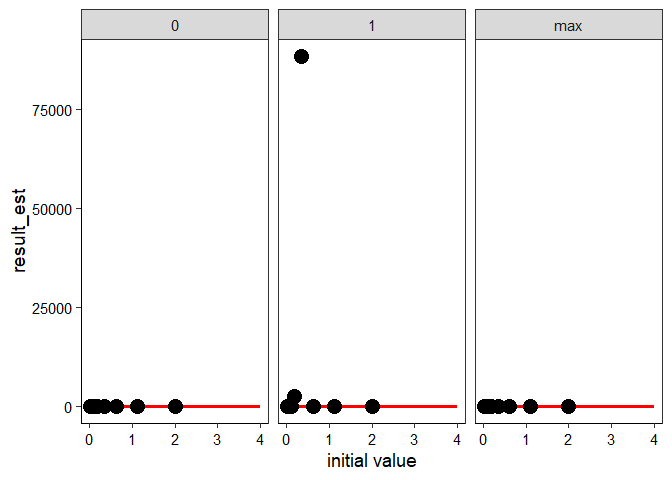 0 1 max
75000
50000
25000
0
0 1 2 3 4 0 1 2 3 4 0 1 2 3 4
initial value
result_est